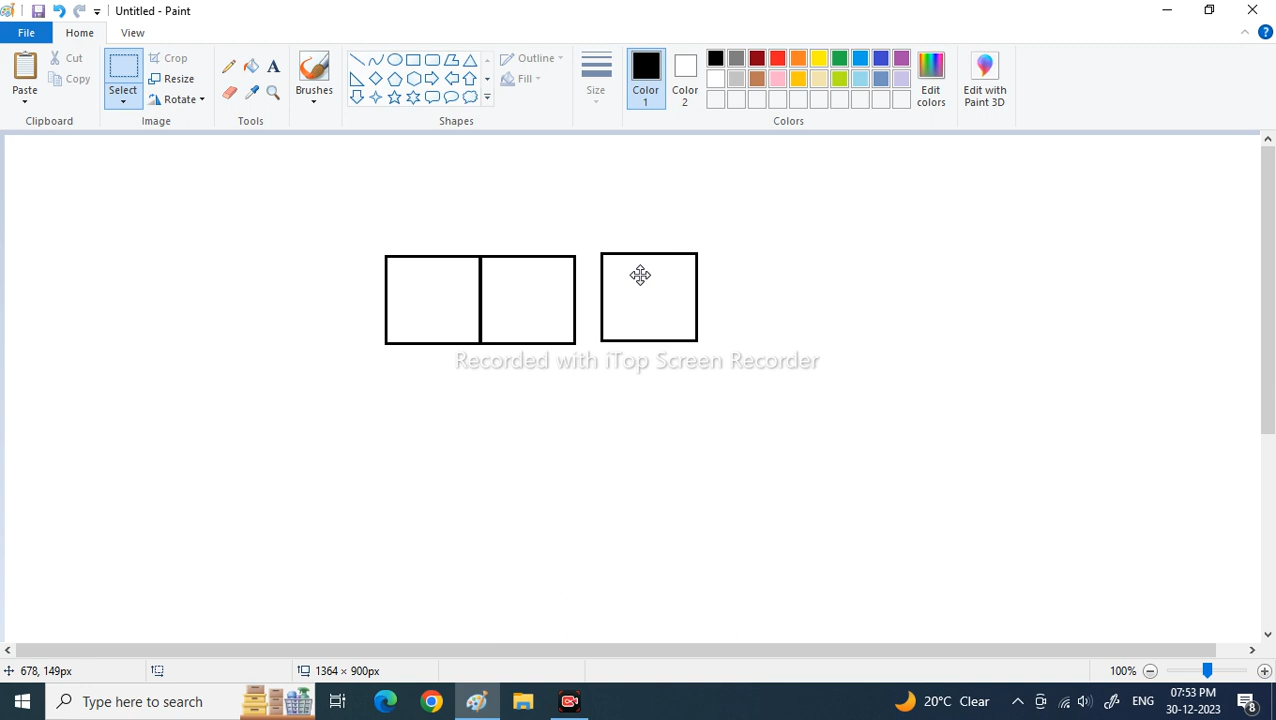 Untitled - Paint
File Home View
Paste
Cut
Copy
Clipboard
Select
Crop
Resize
Rotate
Image
A
Tools
Brushes
Shapes
Outline
Fill
Size
Color 1
Color 2
Edit colors
Colors
Edit with Paint 3D
?
Recorded with iTop Screen Recorder
678, 149px
1364 × 900px
100%
Type here to search
20°C Clear
ENG
07:53 PM
30-12-2023
8